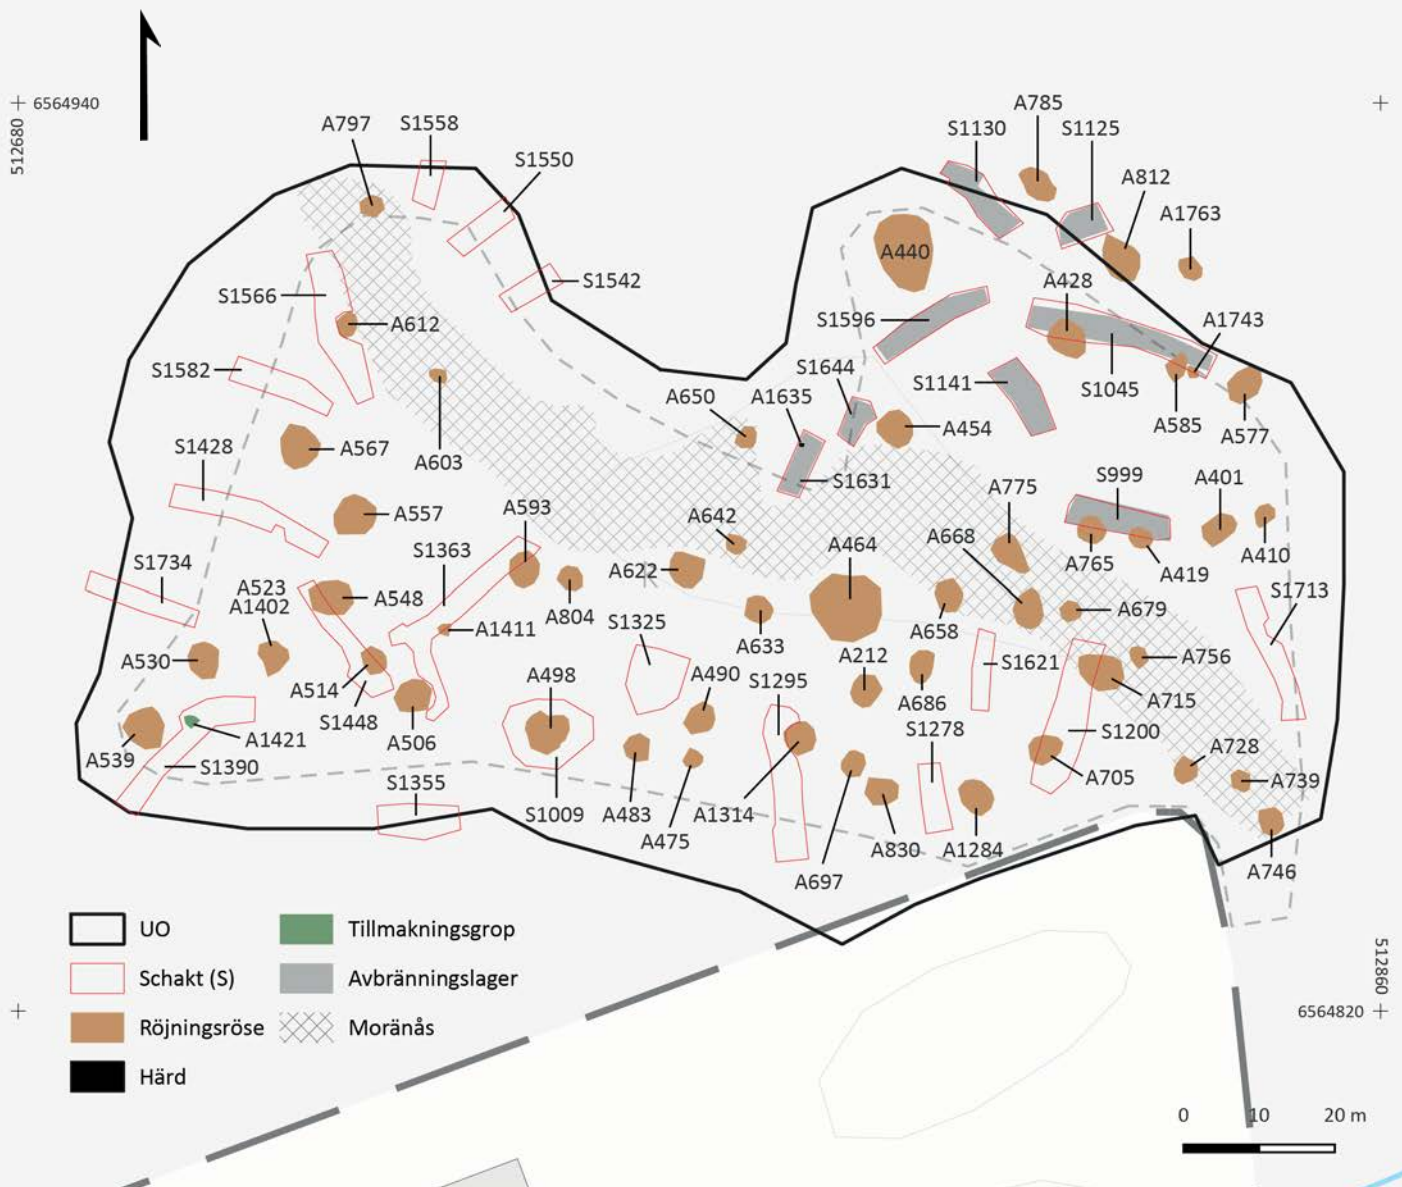 6564940
512680
A797
S1558
S1550
A785
S1130
S1125
A812
A1763
A440
S1542
A428
S1566
A612
S1596
A1743
S1582
S1644
S1141
S1045
A650
A1635
A585
A577
A454
S1428
A567
A603
S1631
S999
A401
A775
A593
A557
A642
A668
A464
S1363
A765
A419
A410
S1734
A523
A1402
A548
A622
S1713
A804
S1325
A1411
A633
A658
A679
A530
A212
S1621
A756
A514
A498
A490
S1295
A686
A715
S1448
A506
S1278
S1200
A1421
A539
S1390
A728
A705
A739
S1355
S1009
A483
A1314
A475
A830
A1284
A697
A746
UO
Schakt (S)
Röjningsröse
Härd
Tillmakningsgrop
Avbränningslager
Moränås
512860
6564820
0 10 20 m